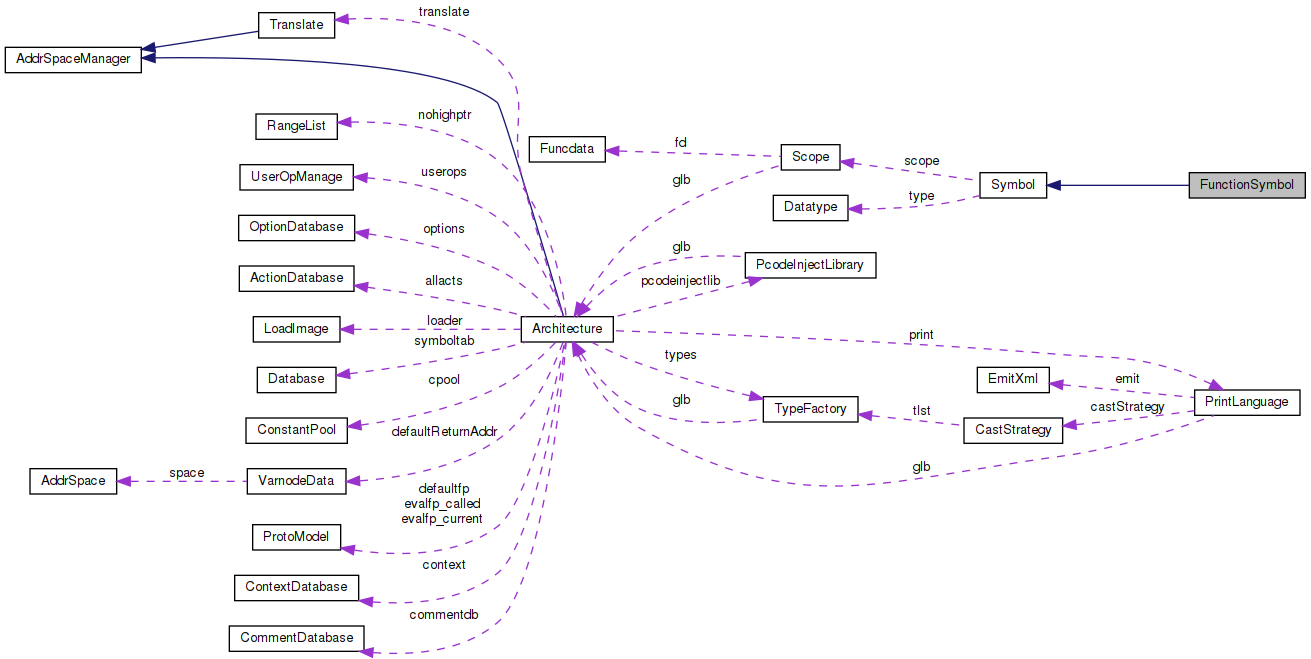 translate
Translate
AddrSpaceManager
nohighptr
RangeList
fd
Funcdata
Scope
scope
userops
UserOpManage
glb
Symbol
FunctionSymbol
type
Datatype
options
OptionDatabase
glb
PcodeInjectLibrary
allacts
ActionDatabase
pcodeinjectlib
loader
LoadImage
Architecture
print
symboltab
types
Database
cpool
emit
EmitXml
glb
TypeFactory
castStrategy
PrintLanguage
tlst
ConstantPool
defaultReturnAddr
CastStrategy
glb
space
AddrSpace
VarnodeData
defaultfp
evalfp_called
evalfp_current
ProtoModel
context
ContextDatabase
commentdb
CommentDatabase